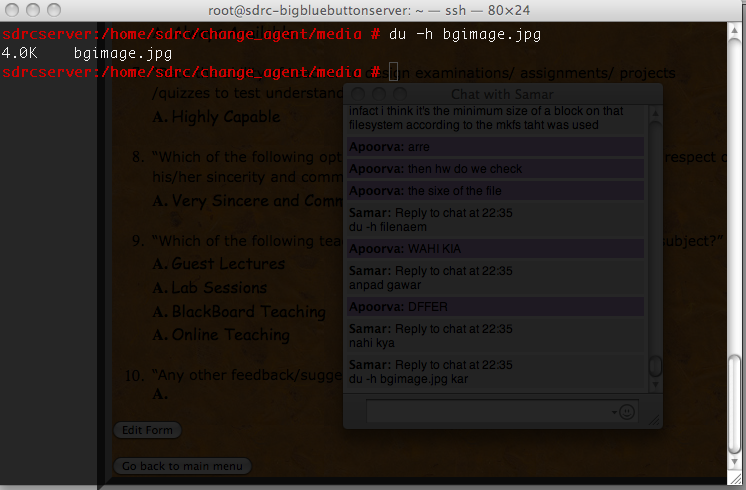 root@sdrc-bigbluebuttonserver: ~ — ssh — 80×24
sdrcserver:/home/sdrc/change_agent/media # du -h bgimage.jpg
4.0K    bgimage.jpg
sdrcserver:/home/sdrc/change_agent/media #
sign examinations/ assignments/ projects
/quizzes to test understand
A. Highly Capable
8. "Which of the following opt
respect o
his/her sincerity and comm
A. Very Sincere and Comm
9. "Which of the following tea
subject?"
A. Guest Lectures
A. Lab Sessions
A. BlackBoard Teaching
A. Online Teaching
10. "Any other feedback/sugge
A.
Edit Form
Go back to main menu
Chat with Samar
infact i think it's the minimum size of a block on that
filesystem according to the mkfs taht was used
Apoorva: arre
Apoorva: then hw do we check
Apoorva: the sixe of the file
Samar: Reply to chat at 22:35
du -h filenaem
Apoorva: WAHI KIA
Samar: Reply to chat at 22:35
anpad gawar
Apoorva: DFFER
Samar: Reply to chat at 22:35
nahi kya
Samar: Reply to chat at 22:35
du -h bgimage.jpg kar